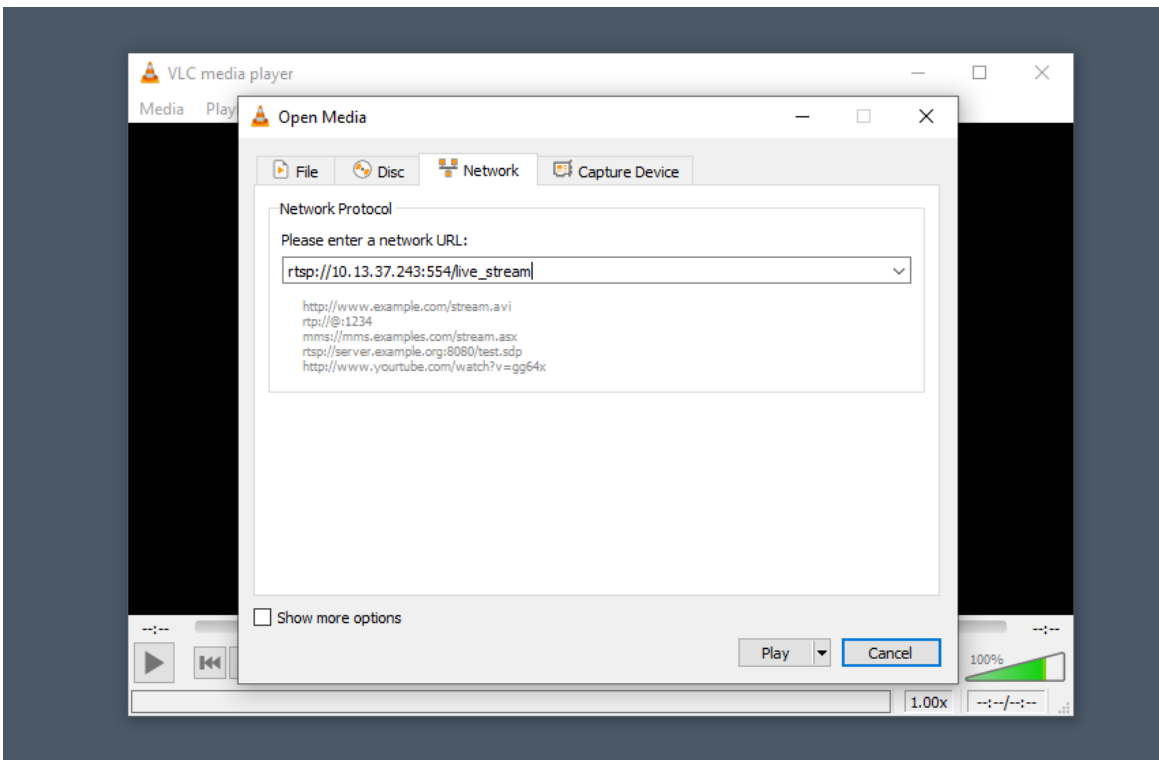 VLC media player
Media Play
Open Media
File Disc Network Capture Device
Network Protocol
Please enter a network URL:
rtsp://10.13.37.243:554/live_stream
http://www.example.com/stream.avi
rtp://@:1234
mms://mms.examples.com/stream.asx
rtsp://server.example.org:8080/test.sdp
http://www.yourtube.com/watch?v=gg64x
Show more options
--:-- --:--
Play Cancel
100%
1.00x --:--/--:--